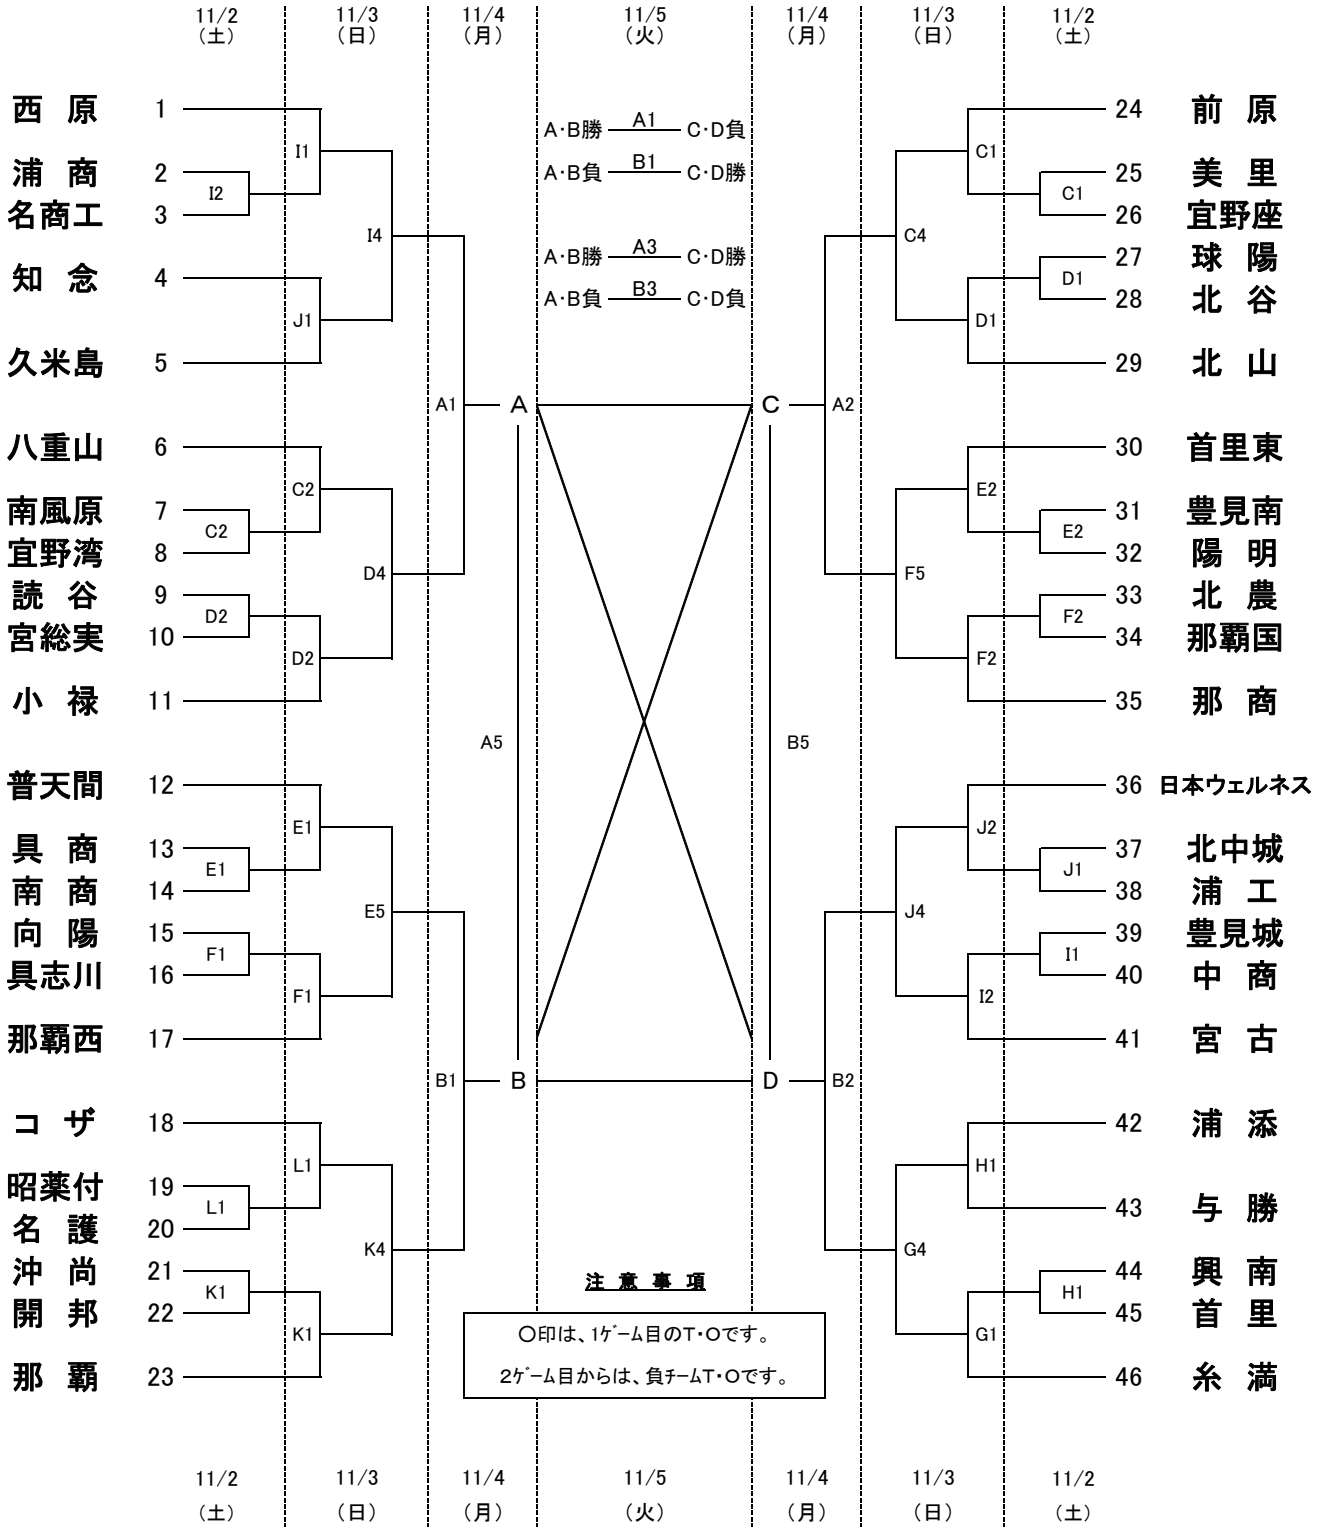 11/2 11/3 11/4 11/5 11/4 11/3 11/2
(土) (日) (月) (火) (月) (日) (土)
西 原 1 24 前 原
A・B勝 A1 C・D負
I1 C1
浦 商 2 A・B負 B1 C・D勝 25 美 里
I2 C1
名商工 3 26 宜野座
I4 C4
A・B勝 A3 C・D勝 27 球 陽
知 念 4 D1
A・B負 B3 C・D負 28 北 谷
J1 D1
久米島 5 29 北 山
A1 A C A2
八重山 6 30 首里東
C2 E2
南風原 7 31 豊見南
C2 E2
宜野湾 8 32 陽 明
D4 F5
読 谷 9 33 北 農
D2 F2
宮総実 10 34 那覇国
D2 F2
小 禄 11 35 那 商
A5 B5
普天間 12 36 日本ウェルネス
E1 J2
具 商 13 37 北中城
E1 J1
南 商 14 38 浦 工
E5 J4
向 陽 15 39 豊見城
F1 I1
具志川 16 40 中 商
F1 I2
那覇西 17 41 宮 古
B1 B D B2
コ ザ 18 42 浦 添
L1 H1
昭薬付 19
L1 43 与 勝
名 護 20
K4 G4
沖 尚 21 注 意 事 項 44 興 南
K1 H1
開 邦 22 45 首 里
K1 〇印は、1ゲーム目のT・Oです。 G1
那 覇 23 2ゲーム目からは、負チームT・Oです。 46 糸 満
11/2 11/3 11/4 11/5 11/4 11/3 11/2
(土) (日) (月) (火) (月) (日) (土)